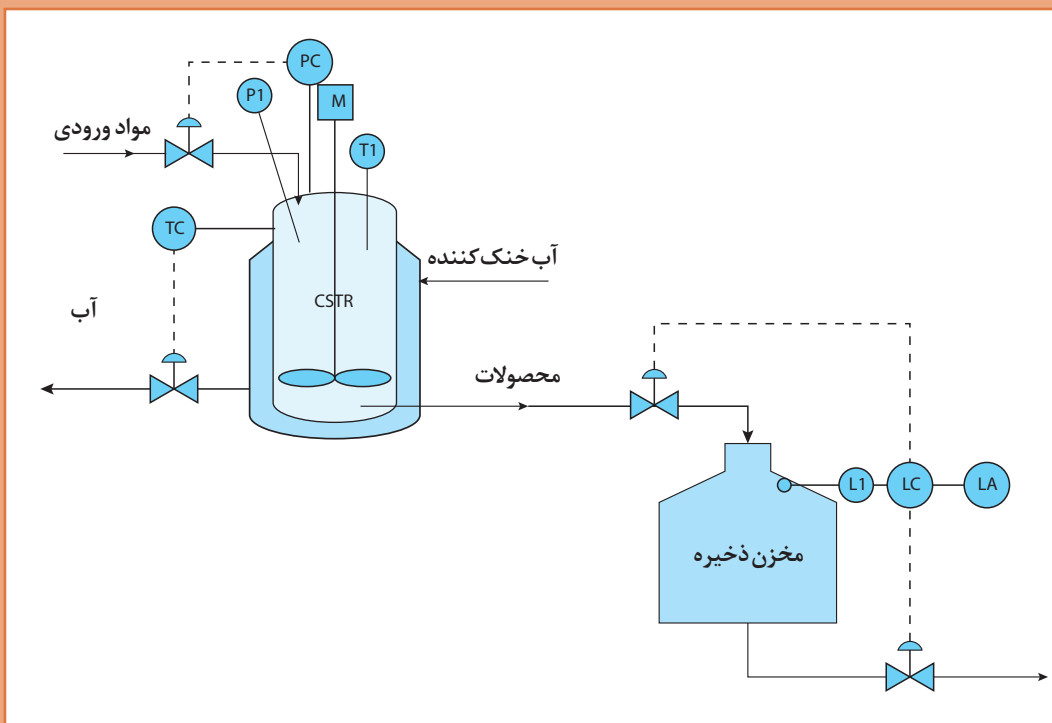 PC
P1
M
مواد ورودی
T1
TC
آب خنک کننده
CSTR
آب
محصولات
L1
LC
LA
مخزن ذخیره